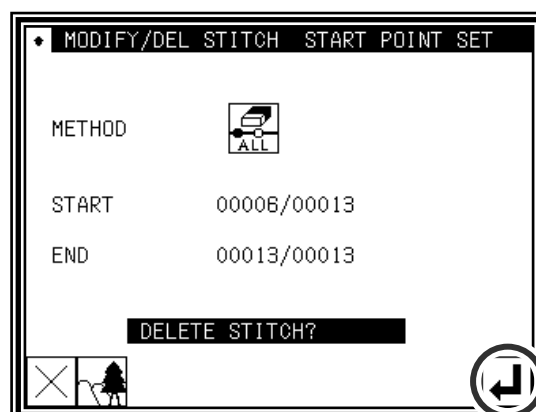 MODIFY/DEL STITCH START POINT SET
METHOD
ALL
START 00006/00013
END 00013/00013
DELETE STITCH?